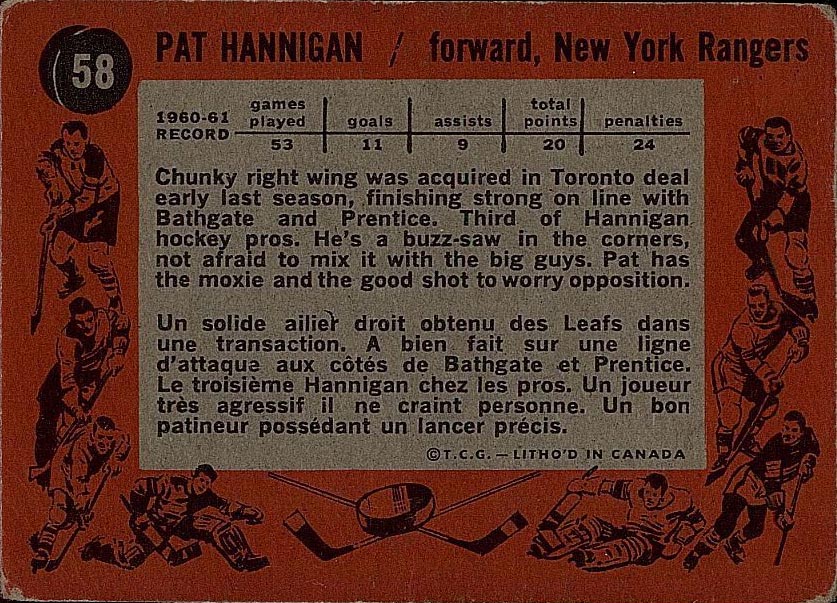 58 PAT HANNIGAN / forward, New York Rangers
1960-61 RECORD games played goals assists total points penalties
53 11 9 20 24
Chunky right wing was acquired in Toronto deal
early last season, finishing strong on line with
Bathgate and Prentice. Third of Hannigan
hockey pros. He's a buzz-saw in the corners,
not afraid to mix it with the big guys. Pat has
the moxie and the good shot to worry opposition.
Un solide ailier droit obtenu des Leafs dans
une transaction. A bien fait sur une ligne
d'attaque aux côtés de Bathgate et Prentice.
Le troisième Hannigan chez les pros. Un joueur
très agressif il ne craint personne. Un bon
patineur possédant un lancer précis.
©T.C.G. — LITHO'D IN CANADA